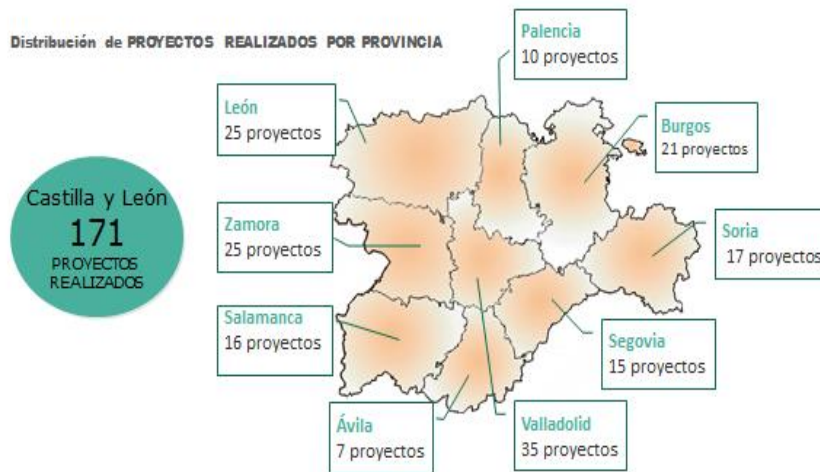 Distribución de PROYECTOS REALIZADOS POR PROVINCIA
Palencia
10 proyectos
León
25 proyectos
Burgos
21 proyectos
Castilla y León
171
PROYECTOS
REALIZADOS
Zamora
25 proyectos
Soria
17 proyectos
Salamanca
16 proyectos
Segovia
15 proyectos
Ávila
7 proyectos
Valladolid
35 proyectos